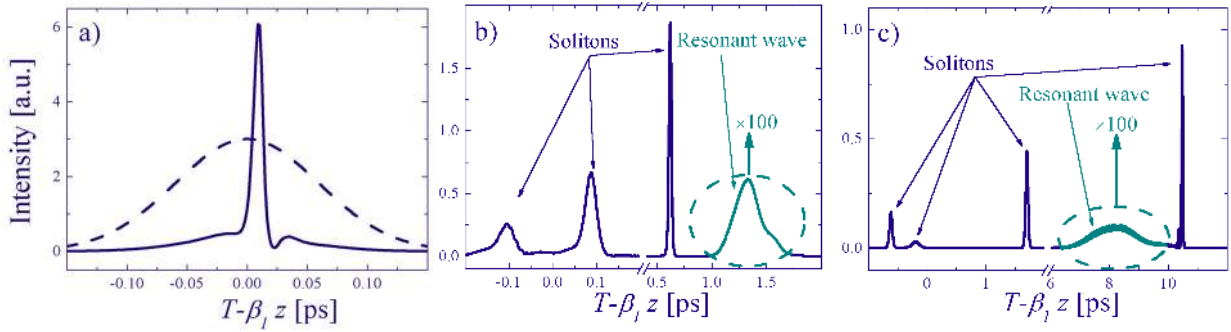 a)
6
5
4
3
2
1
0
Intensity [a.u.]
-0.10 -0.05 0.00 0.05 0.10
T-β₁ z [ps]
b)
Solitons
Resonant wave
×100
1.5
1.0
0.5
0.0
-0.1 0.0 0.1 0.5 1.0 1.5
T-β₁ z [ps]
c)
Solitons
Resonant wave
×100
1.0
0.5
0.0
0 1 6 8 10
T-β₁ z [ps]